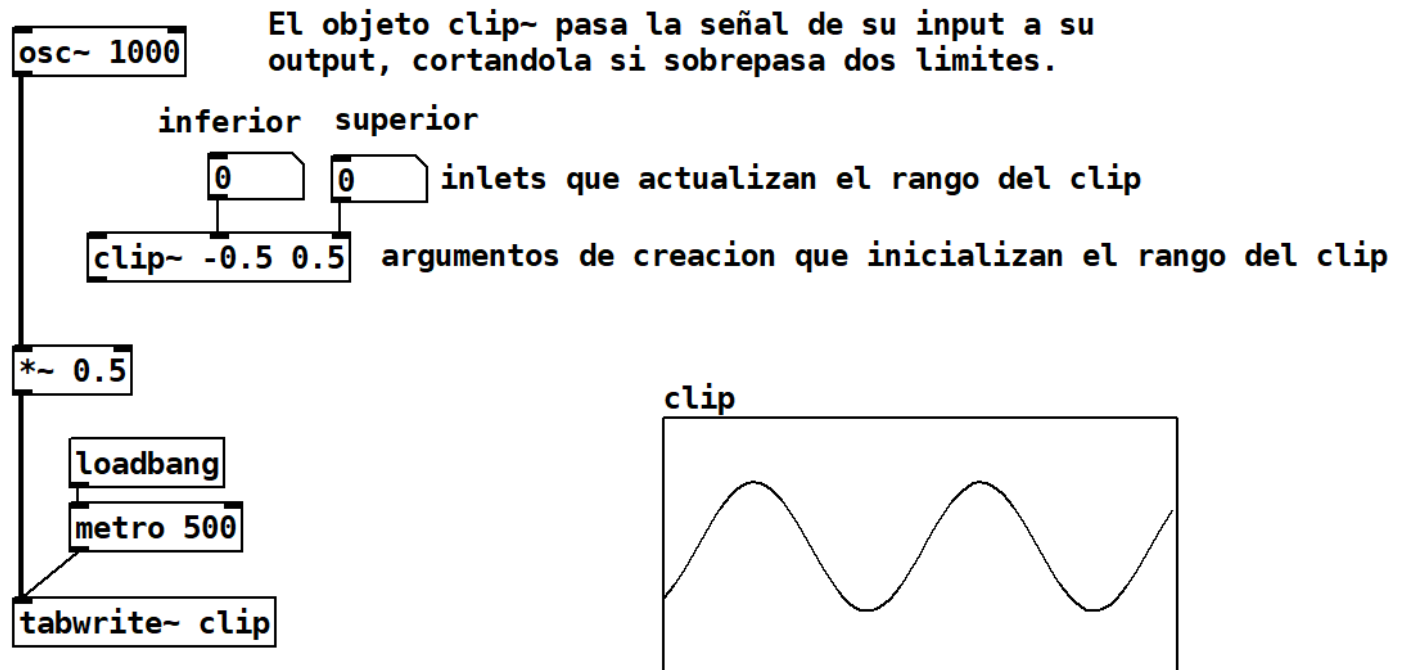 osc~ 1000
El objeto clip~ pasa la señal de su input a su
output, cortandola si sobrepasa dos limites.
inferior
superior
0
0
inlets que actualizan el rango del clip
clip~ -0.5 0.5
argumentos de creacion que inicializan el rango del clip
*~ 0.5
clip
loadbang
metro 500
tabwrite~ clip